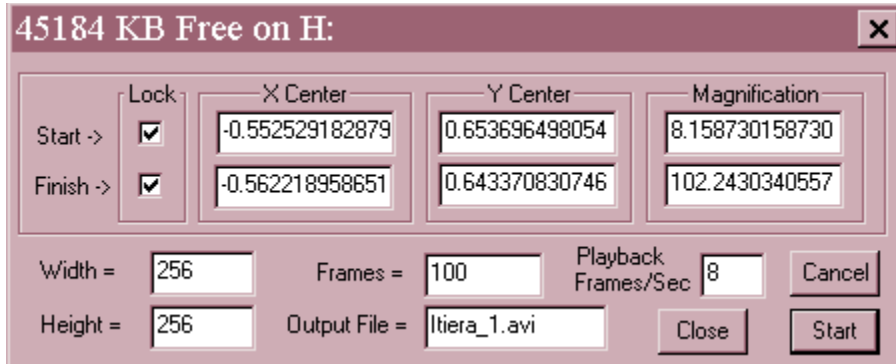 45184 KB Free on H:
Lock X Center Y Center Magnification
Start -> -0.552529182879 0.653696498054 8.158730158730
Finish -> -0.562218958651 0.643370830746 102.2430340557
Width = 256 Frames = 100 Playback Frames/Sec 8 Cancel
Height = 256 Output File = ltiera_1.avi Close Start